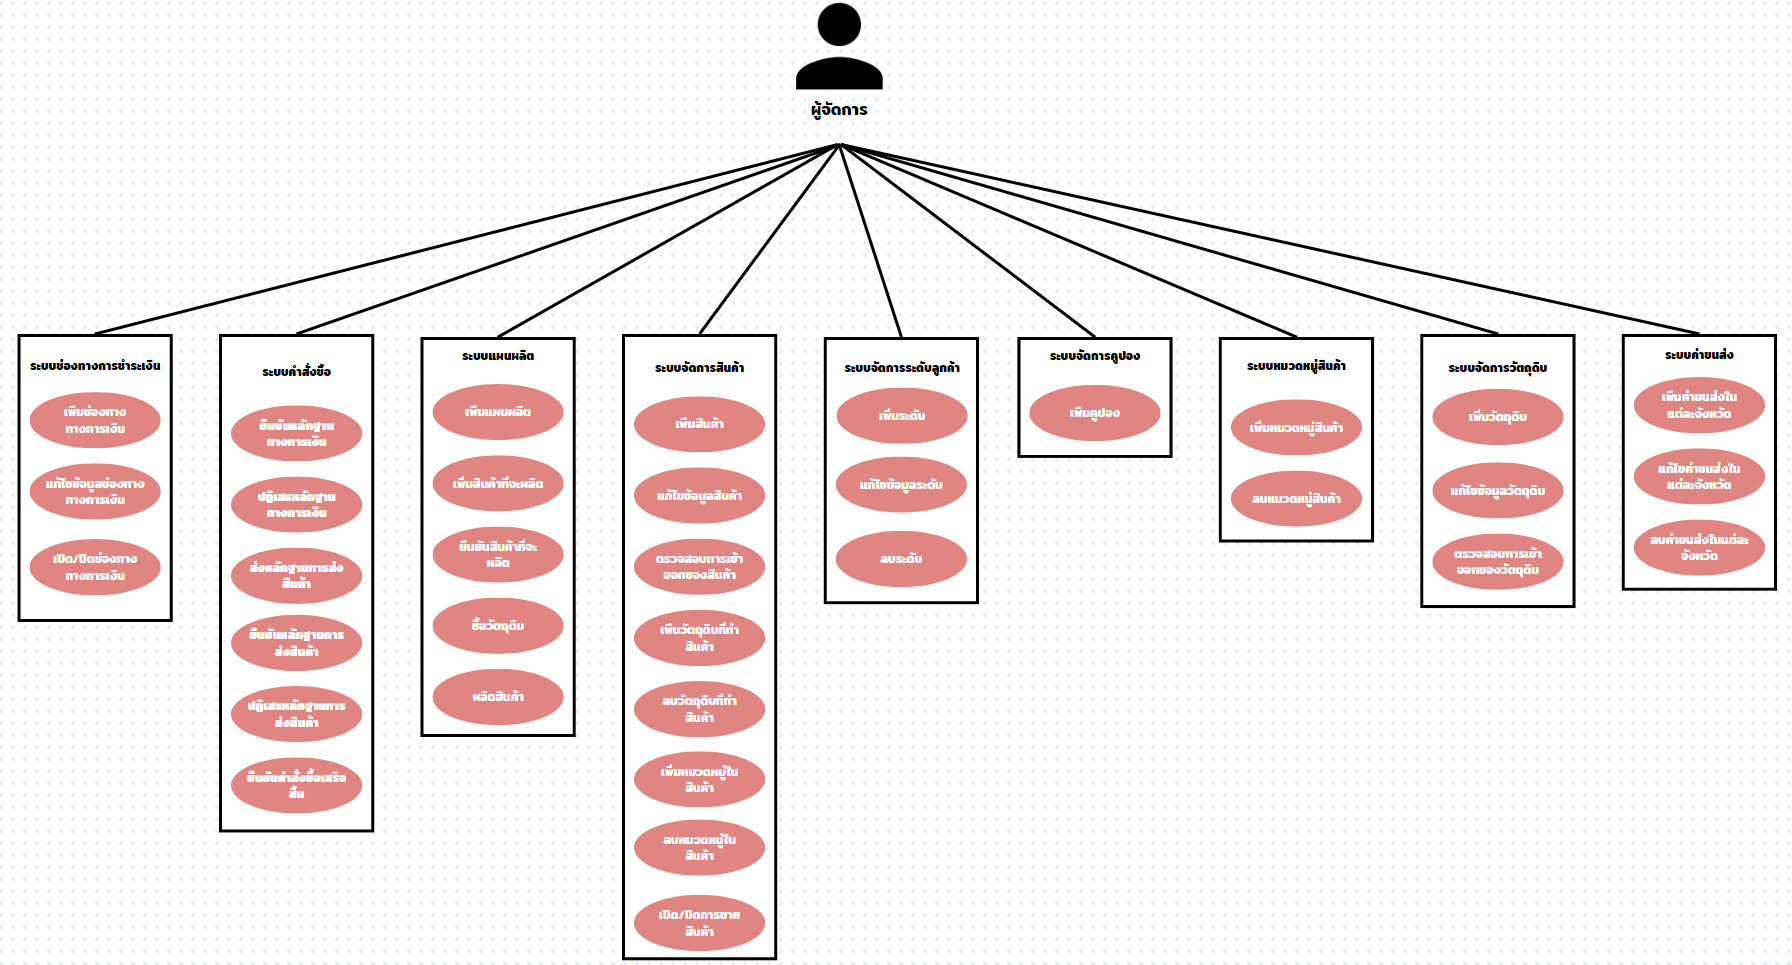 ผู้จัดการ
ระบบช่องทางการชำระเงิน
เพิ่มช่องทาง
ทางการเงิน
แก้ไขข้อมูลช่องทาง
ทางการเงิน
เปิด/ปิดช่องทาง
ทางการเงิน
ระบบคำสั่งซื้อ
ยืนยันหลักฐาน
ทางการเงิน
ปฏิเสธหลักฐาน
ทางการเงิน
ส่งหลักฐานการส่ง
สินค้า
ยืนยันหลักฐานการ
ส่งสินค้า
ปฏิเสธหลักฐานการ
ส่งสินค้า
ยืนยันคำสั่งซื้อเสร็จ
สิ้น
ระบบแผนผลิต
เพิ่มแผนผลิต
เพิ่มสินค้าที่จะผลิต
ยืนยันสินค้าที่จะ
ผลิต
ซื้อวัตถุดิบ
ผลิตสินค้า
ระบบจัดการสินค้า
เพิ่มสินค้า
แก้ไขข้อมูลสินค้า
ตรวจสอบการเข้า
ออกของสินค้า
เพิ่มวัตถุดิบที่ทำ
สินค้า
ลบวัตถุดิบที่ทำ
สินค้า
เพิ่มหมวดหมู่ใน
สินค้า
ลบหมวดหมู่ใน
สินค้า
เปิด/ปิดการขาย
สินค้า
ระบบจัดการระดับลูกค้า
เพิ่มระดับ
แก้ไขข้อมูลระดับ
ลบระดับ
ระบบจัดการคูปอง
เพิ่มคูปอง
ระบบหมวดหมู่สินค้า
เพิ่มหมวดหมู่สินค้า
ลบหมวดหมู่สินค้า
ระบบจัดการวัตถุดิบ
เพิ่มวัตถุดิบ
แก้ไขข้อมูลวัตถุดิบ
ตรวจสอบการเข้า
ออกของวัตถุดิบ
ระบบค่าขนส่ง
เพิ่มค่าขนส่งใน
แต่ละจังหวัด
แก้ไขค่าขนส่งใน
แต่ละจังหวัด
ลบค่าขนส่งในแต่ละ
จังหวัด